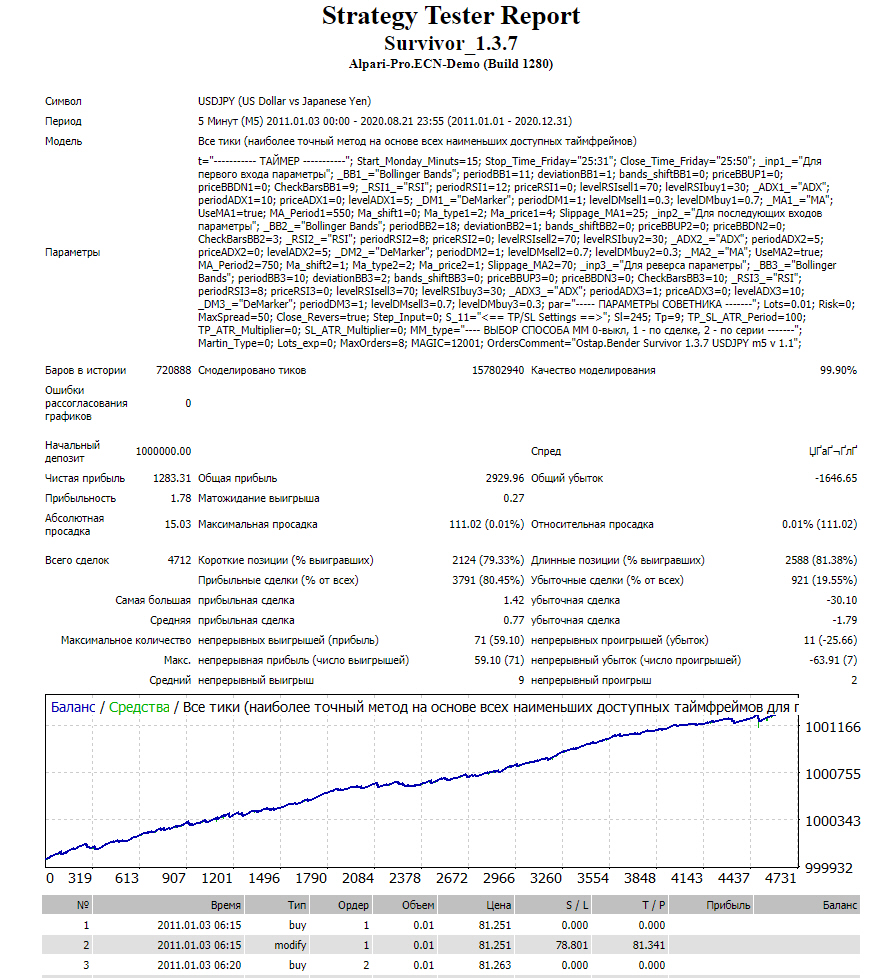 Strategy Tester Report
Survivor_1.3.7
Alpari-Pro.ECN-Demo (Build 1280)
Символ USDJPY (US Dollar vs Japanese Yen)
Период 5 Минут (M5) 2011.01.03 00:00 - 2020.08.21 23:55 (2011.01.01 - 2020.12.31)
Модель Все тики (наиболее точный метод на основе всех наименьших доступных таймфреймов)
Параметры
t="----------- ТАЙМЕР -----------"; Start_Monday_Minuts=15; Stop_Time_Friday="25:31"; Close_Time_Friday="25:50"; _inp1_="Для
первого входа параметры"; _BB1_="Bollinger Bands"; periodBB1=11; deviationBB1=1; bands_shiftBB1=0; priceBBUP1=0;
priceBBDN1=0; CheckBarsBB1=9; _RSI1_="RSI"; periodRSI1=12; priceRSI1=0; levelRSIsell1=70; levelRSIbuy1=30; _ADX1_="ADX";
periodADX1=10; priceADX1=0; levelADX1=5; _DM1_="DeMarker"; periodDM1=1; levelDMsell1=0.3; levelDMbuy1=0.7; _MA1_="MA";
UseMA1=true; MA_Period1=550; Ma_shift1=0; Ma_type1=2; Ma_price1=4; Slippage_MA1=25; _inp2_="Для последующих входов
параметры"; _BB2_="Bollinger Bands"; periodBB2=18; deviationBB2=1; bands_shiftBB2=0; priceBBUP2=0; priceBBDN2=0;
CheckBarsBB2=3; _RSI2_="RSI"; periodRSI2=8; priceRSI2=0; levelRSIsell2=70; levelRSIbuy2=30; _ADX2_="ADX"; periodADX2=5;
priceADX2=0; levelADX2=5; _DM2_="DeMarker"; periodDM2=1; levelDMsell2=0.7; levelDMbuy2=0.3; _MA2_="MA"; UseMA2=true;
MA_Period2=750; Ma_shift2=1; Ma_type2=2; Ma_price2=1; Slippage_MA2=70; _inp3_="Для реверса параметры"; _BB3_="Bollinger
Bands"; periodBB3=10; deviationBB3=2; bands_shiftBB3=0; priceBBUP3=0; priceBBDN3=0; CheckBarsBB3=10; _RSI3_="RSI";
periodRSI3=8; priceRSI3=0; levelRSIsell3=70; levelRSIbuy3=30; _ADX3_="ADX"; periodADX3=1; priceADX3=0; levelADX3=10;
_DM3_="DeMarker"; periodDM3=1; levelDMsell3=0.7; levelDMbuy3=0.3; par="----- ПАРАМЕТРЫ СОВЕТНИКА -------"; Lots=0.01; Risk=0;
MaxSpread=50; Close_Revers=true; Step_Input=0; S_11="<== TP/SL Settings ==>"; Sl=245; Tp=9; TP_SL_ATR_Period=100;
TP_ATR_Multiplier=0; SL_ATR_Multiplier=0; MM_type="---- ВЫБОР СПОСОБА ММ 0-выкл, 1 - по сделке, 2 - по серии -------";
Martin_Type=0; Lots_exp=0; MaxOrders=8; MAGIC=12001; OrdersComment="Ostap.Bender Survivor 1.3.7 USDJPY m5 v 1.1";
Баров в истории 720888 Смоделировано тиков 157802940 Качество моделирования 99.90%
Ошибки
рассогласования 0
графиков
Начальный
депозит 1000000.00 Спред
Чистая прибыль 1283.31 Общая прибыль 2929.96 Общий убыток -1646.65
Прибыльность 1.78 Матожидание выигрыша 0.27
Абсолютная
просадка 15.03 Максимальная просадка 111.02 (0.01%) Относительная просадка 0.01% (111.02)
Всего сделок 4712 Короткие позиции (% выигравших) 2124 (79.33%) Длинные позиции (% выигравших) 2588 (81.38%)
Прибыльные сделки (% от всех) 3791 (80.45%) Убыточные сделки (% от всех) 921 (19.55%)
Самая большая прибыльная сделка 1.42 убыточная сделка -30.10
Средняя прибыльная сделка 0.77 убыточная сделка -1.79
Максимальное количество непрерывных выигрышей (прибыль) 71 (59.10) непрерывных проигрышей (убыток) 11 (-25.66)
Макс. непрерывная прибыль (число выигрышей) 59.10 (71) непрерывный убыток (число проигрышей) -63.91 (7)
Средний непрерывный выигрыш 9 непрерывный проигрыш 2
Баланс / Средства / Все тики (наиболее точный метод на основе всех наименьших доступных таймфреймов для г
1001166
1000755
1000343
999932
0 319 613 907 1201 1496 1790 2084 2378 2672 2966 3260 3554 3848 4143 4437 4731
№ Время Тип Ордер Объем Цена S / L T / P Прибыль Баланс
1 2011.01.03 06:15 buy 1 0.01 81.251 0.000 0.000
2 2011.01.03 06:15 modify 1 0.01 81.251 78.801 81.341
3 2011.01.03 06:20 buy 2 0.01 81.263 0.000 0.000